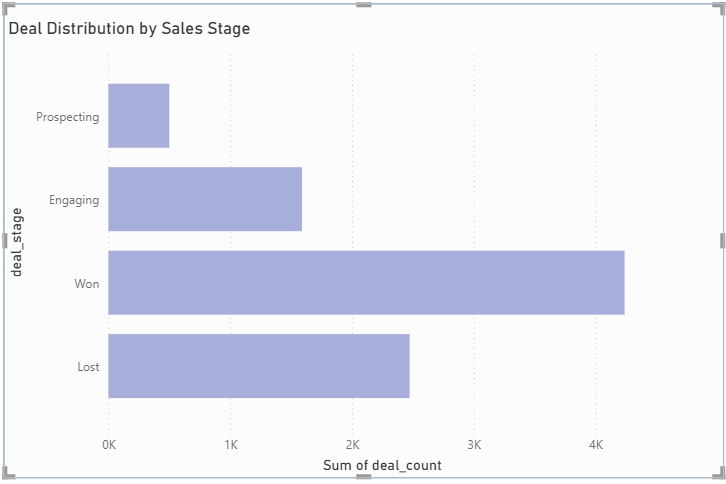 Deal Distribution by Sales Stage
deal_stage
Prospecting
Engaging
Won
Lost
0K 1K 2K 3K 4K
Sum of deal_count